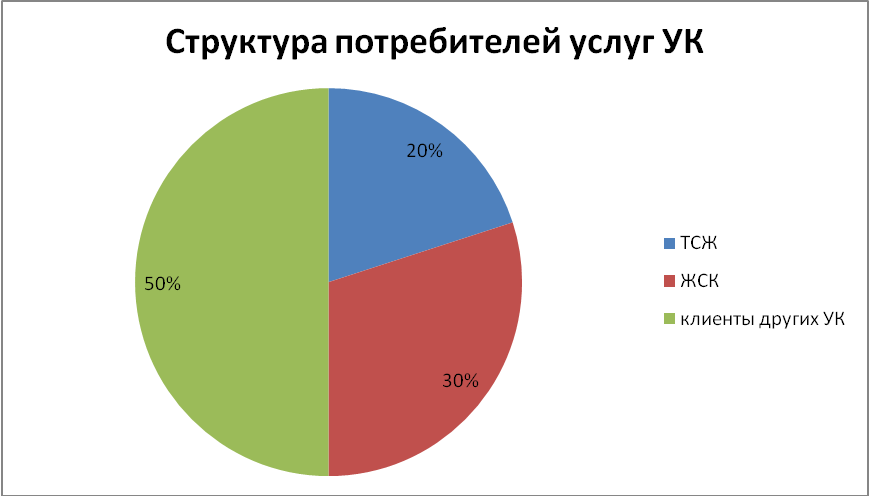 Структура потребителей услуг УК
20%
50%
30%
ТСЖ
ЖСК
клиенты других УК